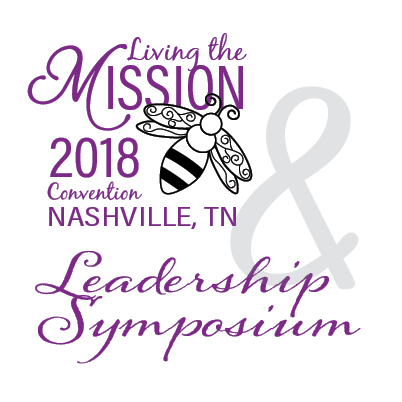 Living the
MISSION
2018
Convention
NASHVILLE, TN
&
Leadership
Symposium